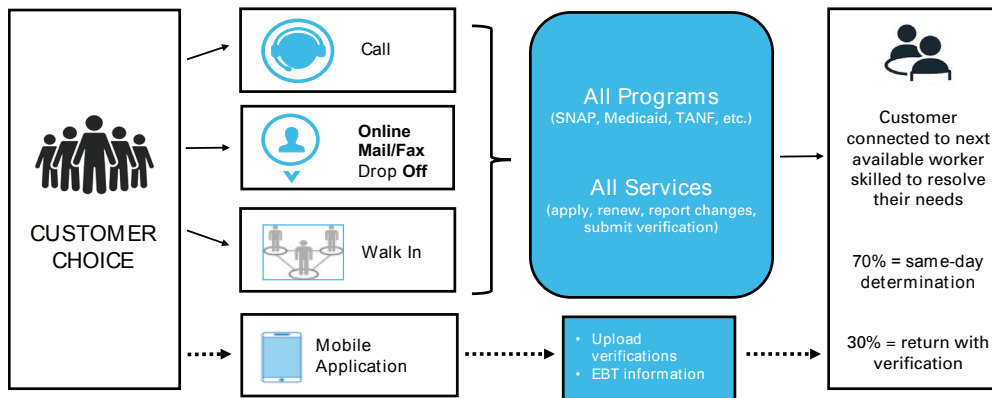 CUSTOMER
CHOICE
Call
Online
Mail/Fax
Drop Off
Walk In
Mobile
Application
All Programs
(SNAP, Medicaid, TANF, etc.)
All Services
(apply, renew, report changes,
submit verification)
• Upload
verifications
• EBT information
Customer
connected to next
available worker
skilled to resolve
their needs
70% = same-day
determination
30% = return with
verification